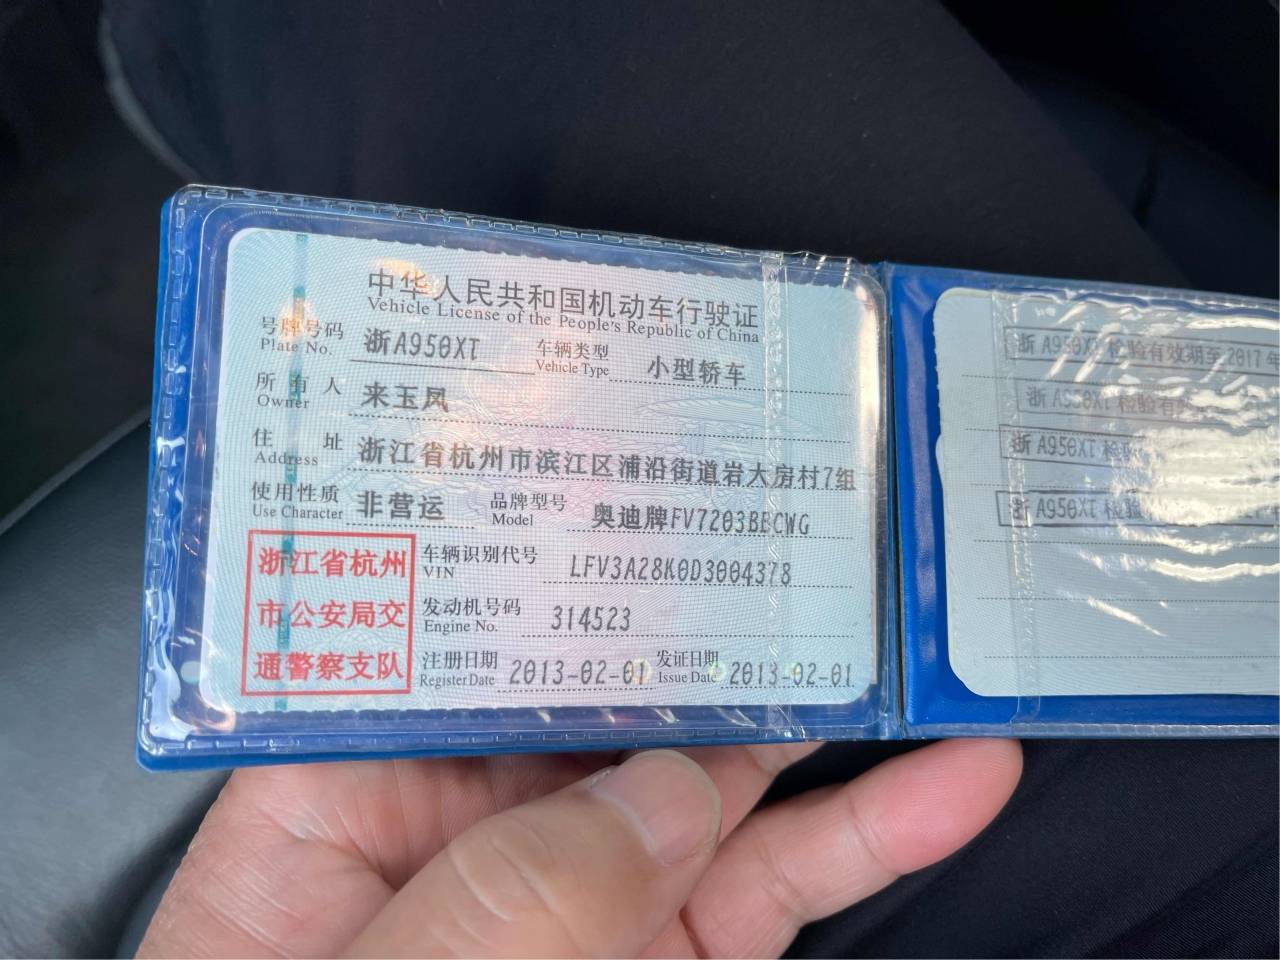 中华人民共和国机动车行驶证
Vehicle License of the People's Republic of China
号牌号码 浙A950XT 车辆类型 小型轿车
Plate No. Vehicle Type
所有人 来玉凤
Owner
住址 浙江省杭州市滨江区浦沿街道岩大房村7组
Address
使用性质 非营运 品牌型号 奥迪牌FV7203BECWG
Use Character Model
浙江省杭州
市公安局交
通警察支队
车辆识别代号 LFV3A28K0D3004378
VIN
发动机号码 314523
Engine No.
注册日期 2013-02-01 发证日期 2013-02-01
Register Date Issue Date
浙A950XT 检验有效期至2017年
浙A950XT 检验有
浙A950XT 检验
浙A950XT 检验